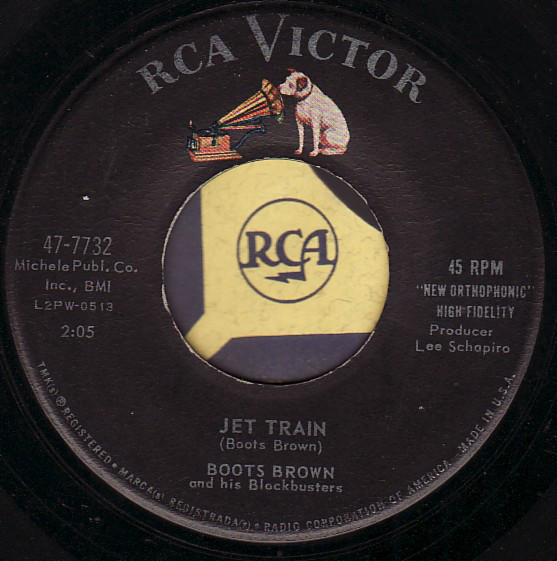 RCA VICTOR
RCA
47-7732
Michele Publ. Co.
Inc., BMI
L2PW-0513
2:05
45 RPM
"NEW ORTHOPHONIC"
HIGH FIDELITY
Producer
Lee Schapiro
JET TRAIN
(Boots Brown)
BOOTS BROWN
and his Blockbusters
TMK(s) ® REGISTERED • MARCA(s) REGISTRADA(s) • RADIO CORPORATION OF AMERICA - MADE IN U.S.A.